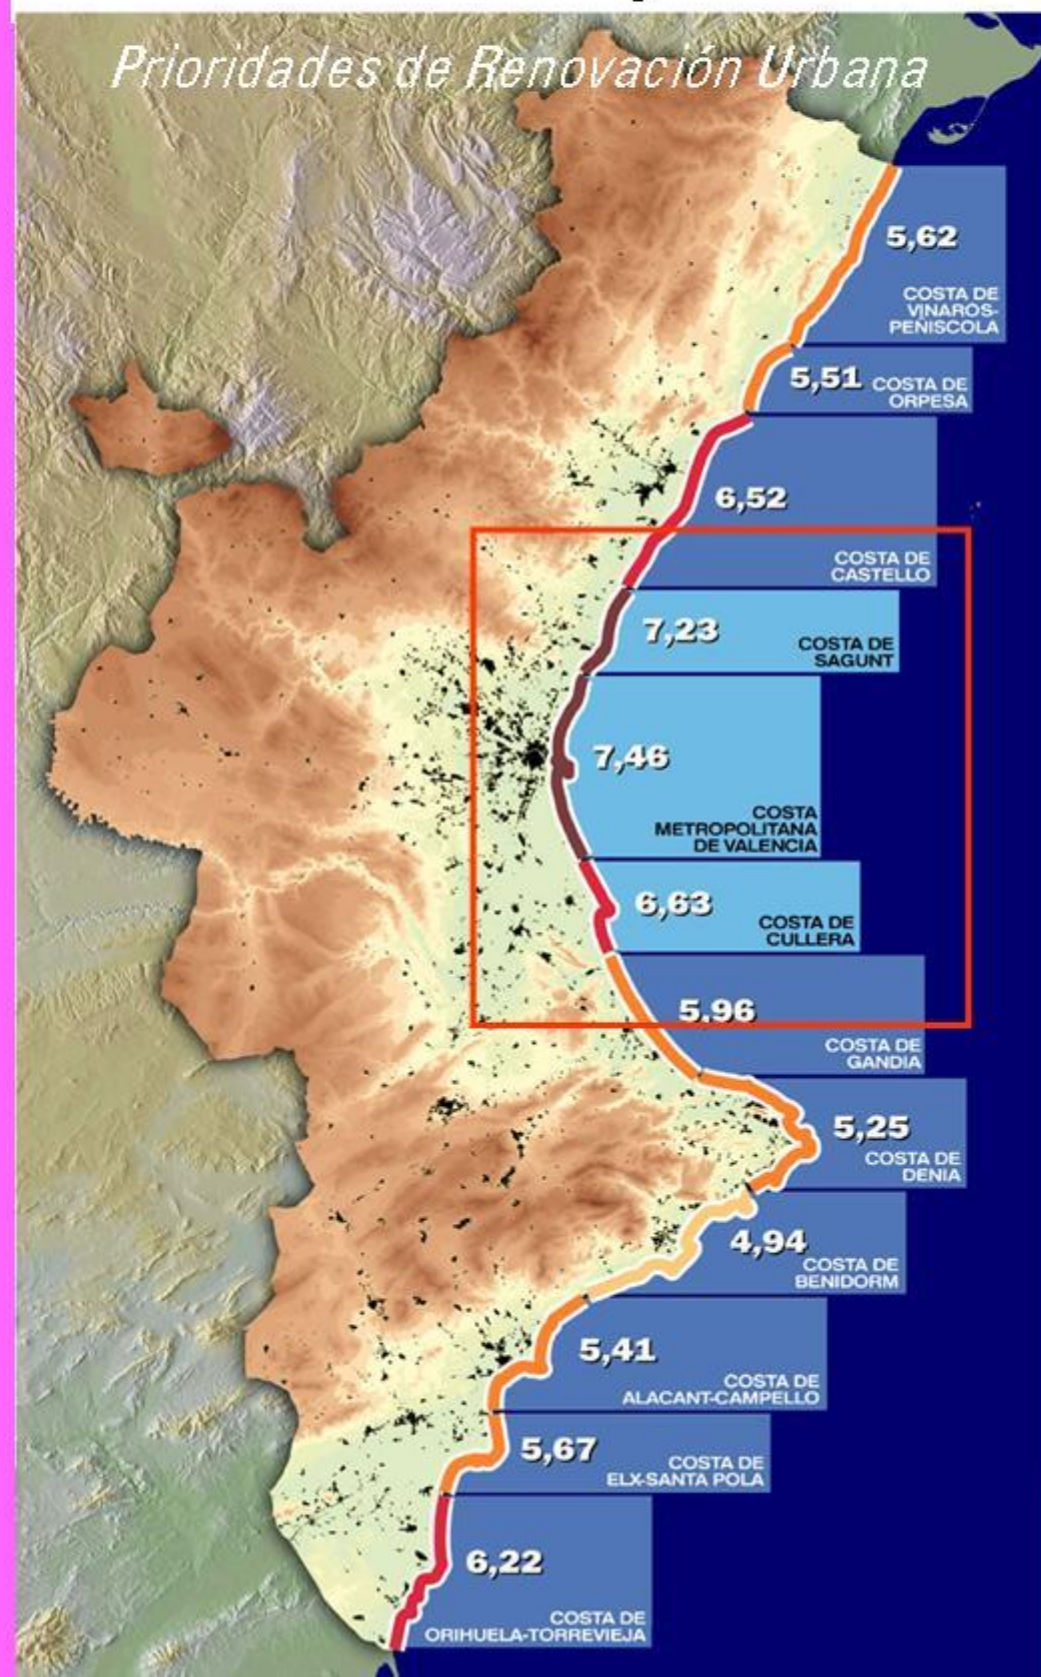 Prioridades de Renovación Urbana
5,62
COSTA DE
VINAROS-
PEÑISCOLA
5,51
COSTA DE
ORPESA
6,52
COSTA DE
CASTELLO
7,23
COSTA DE
SAGUNT
7,46
COSTA
METROPOLITANA
DE VALENCIA
6,63
COSTA DE
CULLERA
5,96
COSTA DE
GANDIA
5,25
COSTA DE
DENIA
4,94
COSTA DE
BENIDORM
5,41
COSTA DE
ALACANT-CAMPELLO
5,67
COSTA DE
ELX-SANTA POLA
6,22
COSTA DE
ORIHUELA-TORREVIEJA